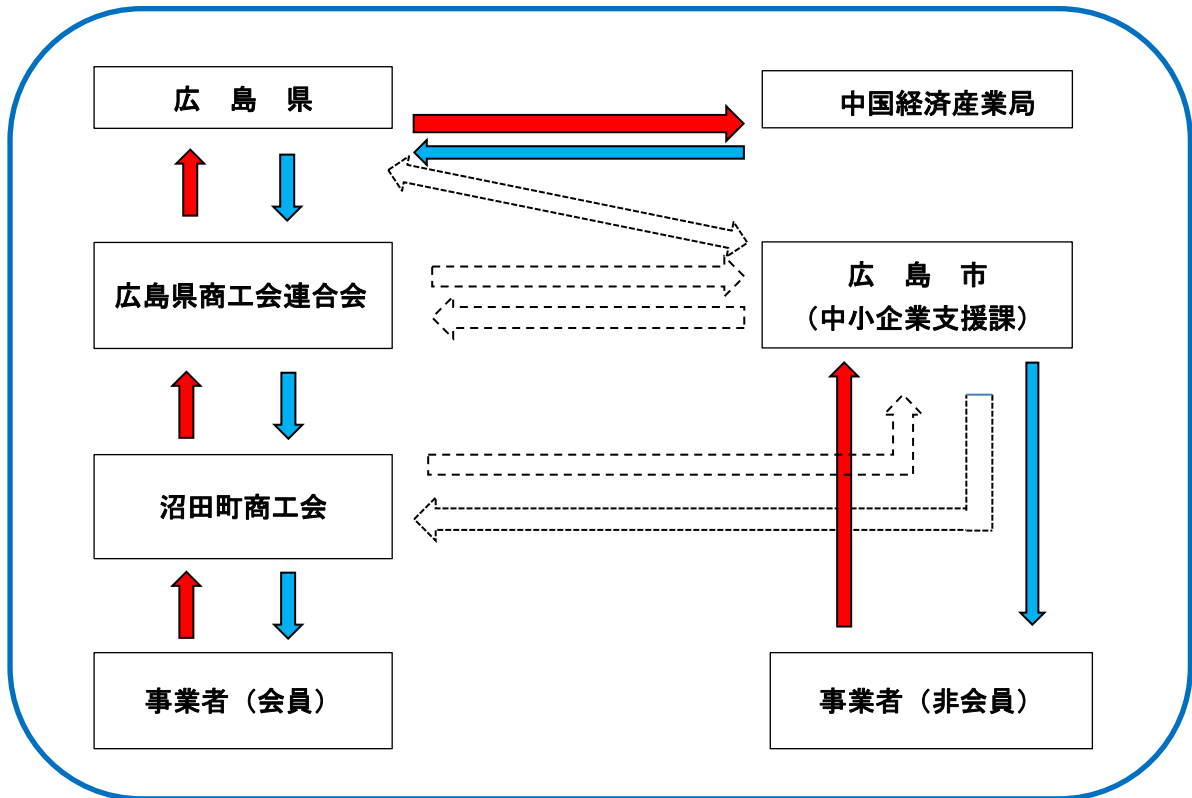 広　島　県
中国経済産業局
広島県商工会連合会
広　島　市
（中小企業支援課）
沼田町商工会
事業者（会員）
事業者（非会員）